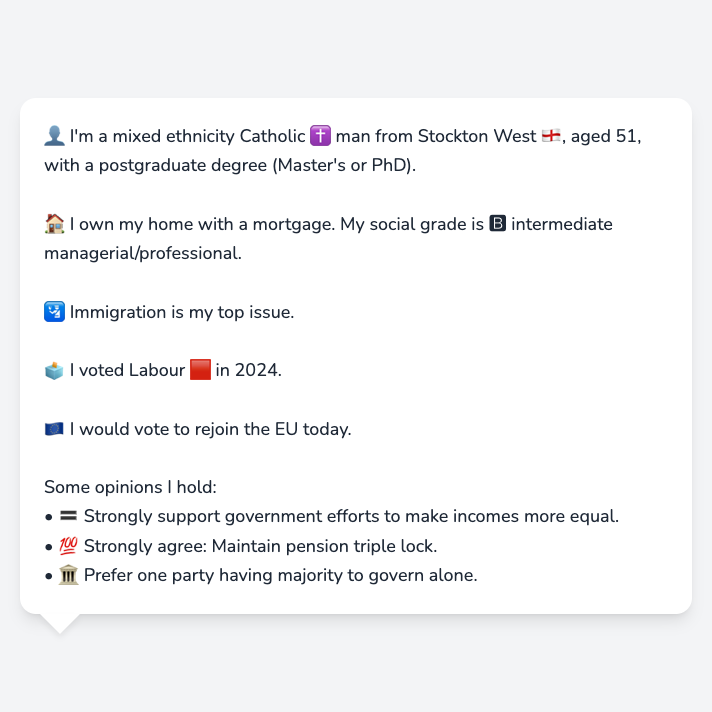 👤 I'm a mixed ethnicity Catholic ✝️ man from Stockton West 🏴󠁧󠁢󠁥󠁮󠁧󠁿, aged 51,
with a postgraduate degree (Master's or PhD).
🏠 I own my home with a mortgage. My social grade is 🅱 intermediate
managerial/professional.
🛂 Immigration is my top issue.
🗳️ I voted Labour 🟥 in 2024.
🇪🇺 I would vote to rejoin the EU today.
Some opinions I hold:
• 🟰 Strongly support government efforts to make incomes more equal.
• 💯 Strongly agree: Maintain pension triple lock.
• 🏛️ Prefer one party having majority to govern alone.